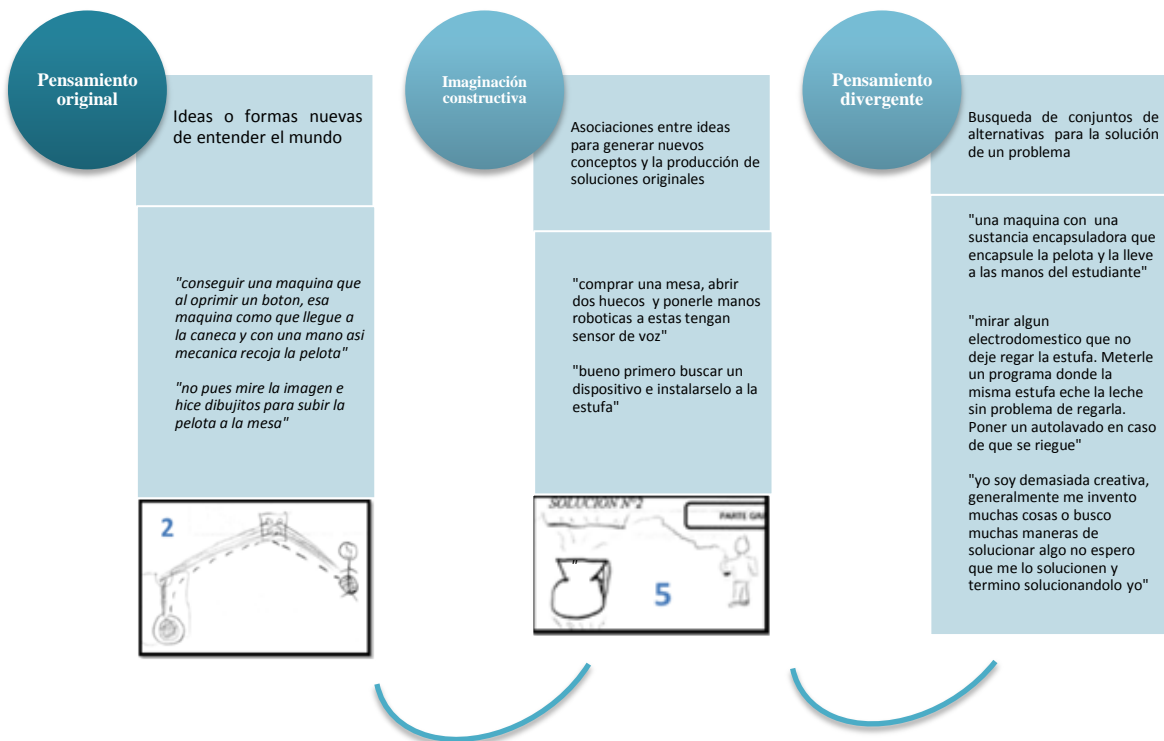 Pensamiento
original
Ideas o formas nuevas
de entender el mundo
"conseguir una maquina que
al oprimir un boton, esa
maquina como que llegue a
la caneca y con una mano asi
mecanica recoja la pelota"
"no pues mire la imagen e
hice dibujitos para subir la
pelota a la mesa"
2
Imaginación
constructiva
Asociaciones entre ideas
para generar nuevos
conceptos y la producción de
soluciones originales
"comprar una mesa, abrir
dos huecos y ponerle manos
roboticas a estas tengan
sensor de voz"
"bueno primero buscar un
dispositivo e instalarselo a la
estufa"
SOLUCION Nº2
PARTE GRA
"
5
Pensamiento
divergente
Busqueda de conjuntos de
alternativas para la solución
de un problema
"una maquina con una
sustancia encapsuladora que
encapsule la pelota y la lleve
a las manos del estudiante"
"mirar algun
electrodomestico que no
deje regar la estufa. Meterle
un programa donde la
misma estufa eche la leche
sin problema de regarla.
Poner un autolavado en caso
de que se riegue"
"yo soy demasiada creativa,
generalmente me invento
muchas cosas o busco
muchas maneras de
solucionar algo no espero
que me lo solucionen y
termino solucionandolo yo"